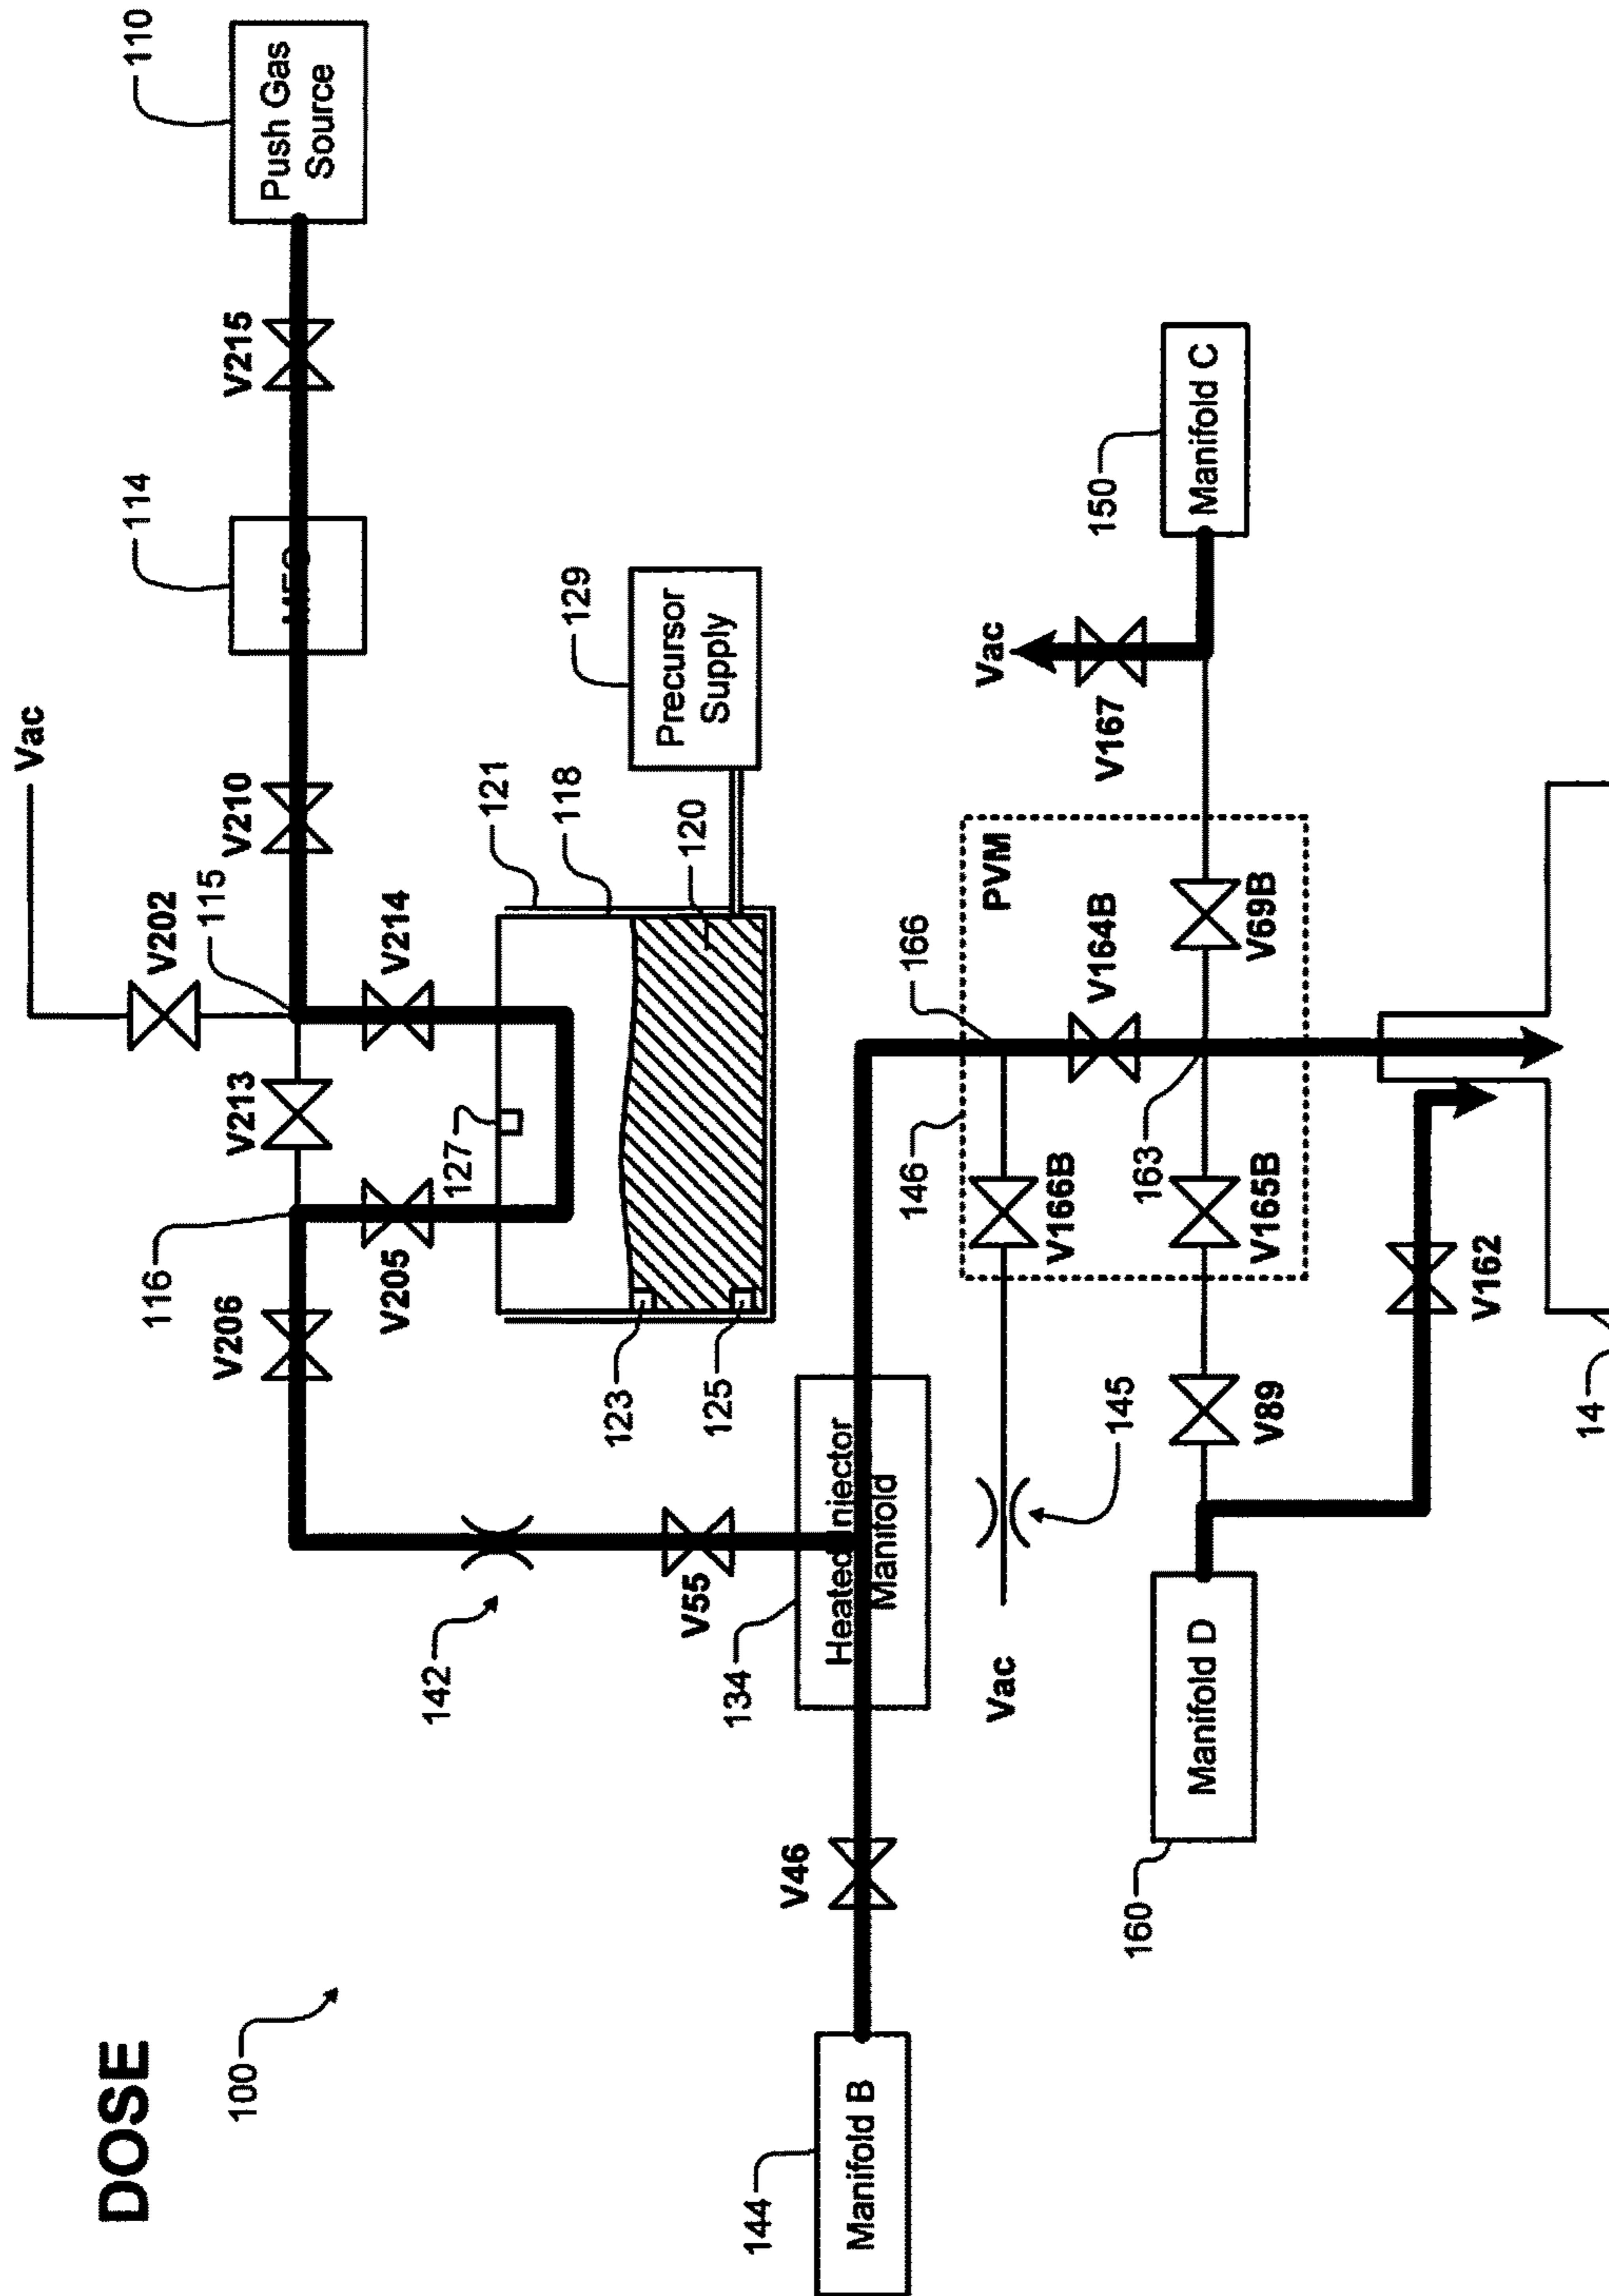 DOSE
100
Vac
110
114
V202
116
V206
V213
115
V210
V215
Push Gas
Source
V205
V214
127
142
121
129
118
123
120
Precursor
Supply
125
V55
134
144
V46
Heated Injector
Manifold
Manifold B
146
166
PVM
Vac
Vac
V166B
V164B
150
145
V167
160
163
Manifold D
Manifold C
V89
V165B
V69B
V162
14